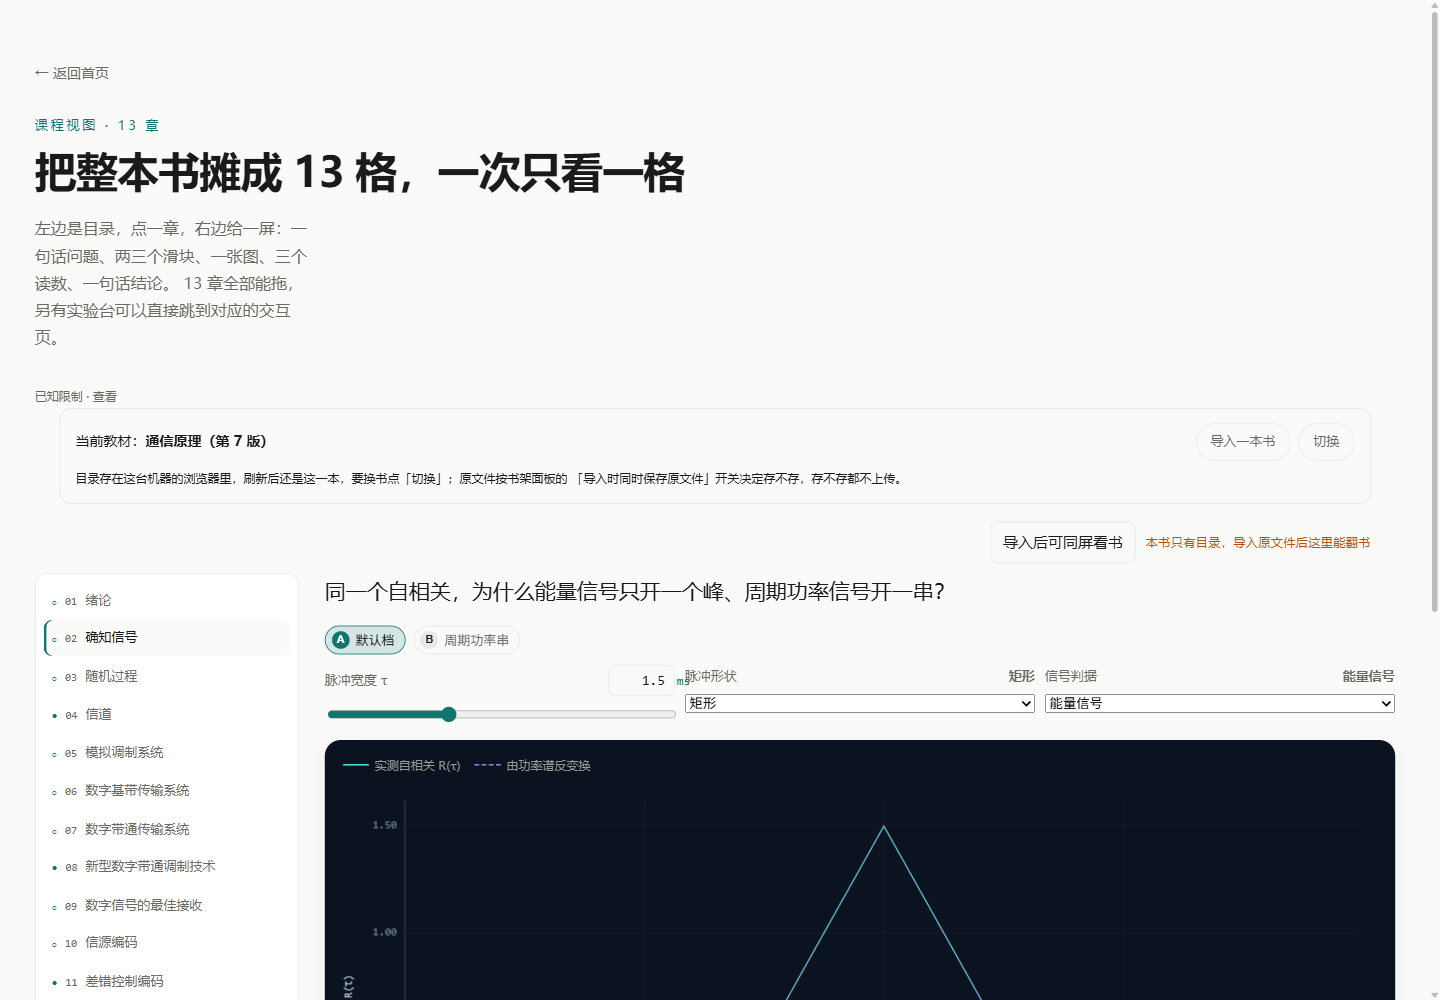 ← 返回首页
课程视图 · 13 章
把整本书摊成 13 格，一次只看一格
左边是目录，点一章，右边给一屏：一
句话问题、两三个滑块、一张图、三个
读数、一句话结论。 13 章全部能拖，
另有实验台可以直接跳到对应的交互
页。
已知限制 · 查看
当前教材：通信原理（第 7 版）
导入一本书
切换
目录存在这台机器的浏览器里，刷新后还是这一本，要换书点「切换」；原文件按书架面板的 「导入时同时保存原文件」开关决定存不存，存不存都不上传。
导入后可同屏看书
本书只有目录，导入原文件后这里能翻书
01 绪论
02 确知信号
03 随机过程
04 信道
05 模拟调制系统
06 数字基带传输系统
07 数字带通传输系统
08 新型数字带通调制技术
09 数字信号的最佳接收
10 信源编码
11 差错控制编码
同一个自相关，为什么能量信号只开一个峰、周期功率信号开一串？
A 默认档
B 周期功率串
脉冲宽度 τ
1.5 ms
脉冲形状
矩形
矩形
信号判据
能量信号
能量信号
实测自相关 R(τ)
由功率谱反变换
1.50
1.00
R(τ)